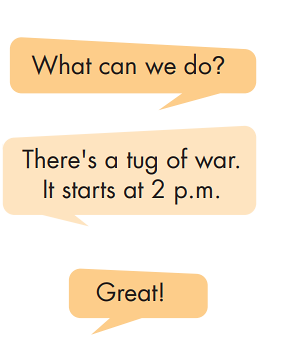 What can we do?
There's a tug of war.
It starts at 2 p.m.
Great!